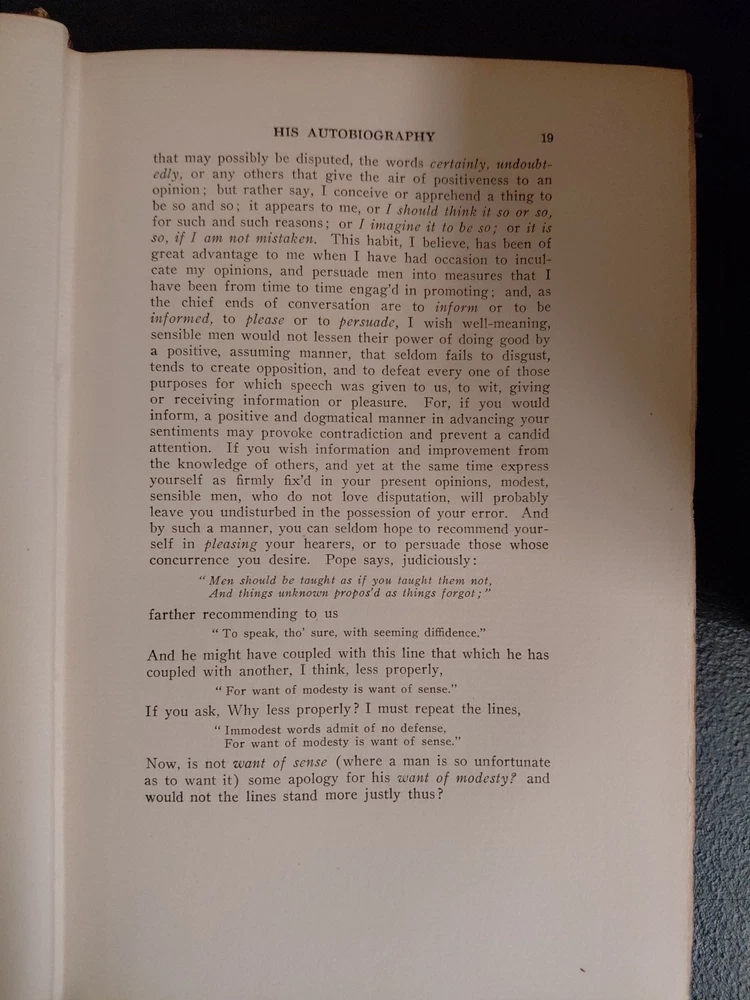 HIS AUTOBIOGRAPHY 19
that may possibly be disputed, the words certainly, undoubt-
edly, or any others that give the air of positiveness to an
opinion; but rather say, I conceive or apprehend a thing to
be so and so; it appears to me, or I should think it so or so,
for such and such reasons; or I imagine it to be so; or it is
so, if I am not mistaken. This habit, I believe, has been of
great advantage to me when I have had occasion to incul-
cate my opinions, and persuade men into measures that I
have been from time to time engag'd in promoting; and, as
the chief ends of conversation are to inform or to be
informed, to please or to persuade, I wish well-meaning,
sensible men would not lessen their power of doing good by
a positive, assuming manner, that seldom fails to disgust,
tends to create opposition, and to defeat every one of those
purposes for which speech was given to us, to wit, giving
or receiving information or pleasure. For, if you would
inform, a positive and dogmatical manner in advancing your
sentiments may provoke contradiction and prevent a candid
attention. If you wish information and improvement from
the knowledge of others, and yet at the same time express
yourself as firmly fix'd in your present opinions, modest,
sensible men, who do not love disputation, will probably
leave you undisturbed in the possession of your error. And
by such a manner, you can seldom hope to recommend your-
self in pleasing your hearers, or to persuade those whose
concurrence you desire. Pope says, judiciously:
"Men should be taught as if you taught them not,
And things unknown propos'd as things forgot;"
farther recommending to us
"To speak, tho' sure, with seeming diffidence."
And he might have coupled with this line that which he has
coupled with another, I think, less properly,
"For want of modesty is want of sense."
If you ask, Why less properly? I must repeat the lines,
"Immodest words admit of no defense,
For want of modesty is want of sense."
Now, is not want of sense (where a man is so unfortunate
as to want it) some apology for his want of modesty? and
would not the lines stand more justly thus?